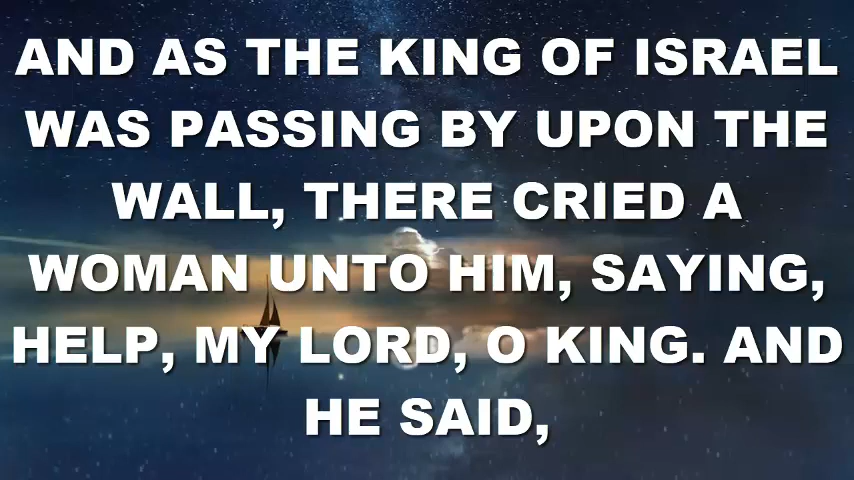 AND AS THE KING OF ISRAEL
WAS PASSING BY UPON THE
WALL, THERE CRIED A
WOMAN UNTO HIM, SAYING,
HELP, MY LORD, O KING. AND
HE SAID,